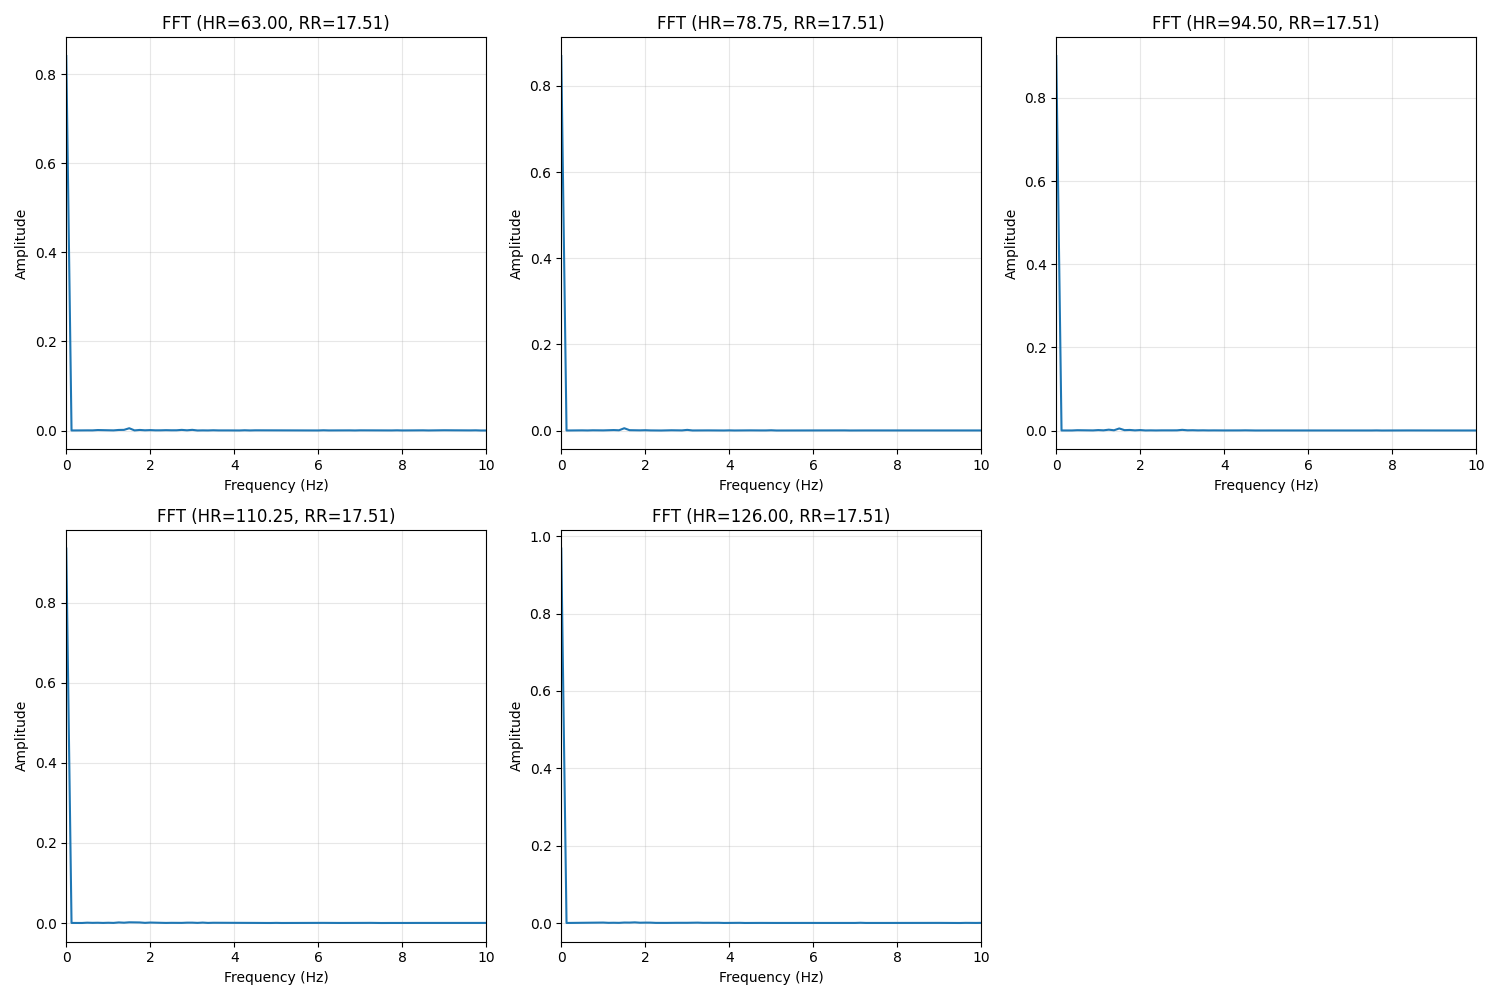 FFT (HR=63.00, RR=17.51)
0.8
0.6
0.4
0.2
0.0
Amplitude
0 2 4 6 8 10
Frequency (Hz)
FFT (HR=78.75, RR=17.51)
0.8
0.6
0.4
0.2
0.0
Amplitude
0 2 4 6 8 10
Frequency (Hz)
FFT (HR=94.50, RR=17.51)
0.8
0.6
0.4
0.2
0.0
Amplitude
0 2 4 6 8 10
Frequency (Hz)
FFT (HR=110.25, RR=17.51)
0.8
0.6
0.4
0.2
0.0
Amplitude
0 2 4 6 8 10
Frequency (Hz)
FFT (HR=126.00, RR=17.51)
1.0
0.8
0.6
0.4
0.2
0.0
Amplitude
0 2 4 6 8 10
Frequency (Hz)